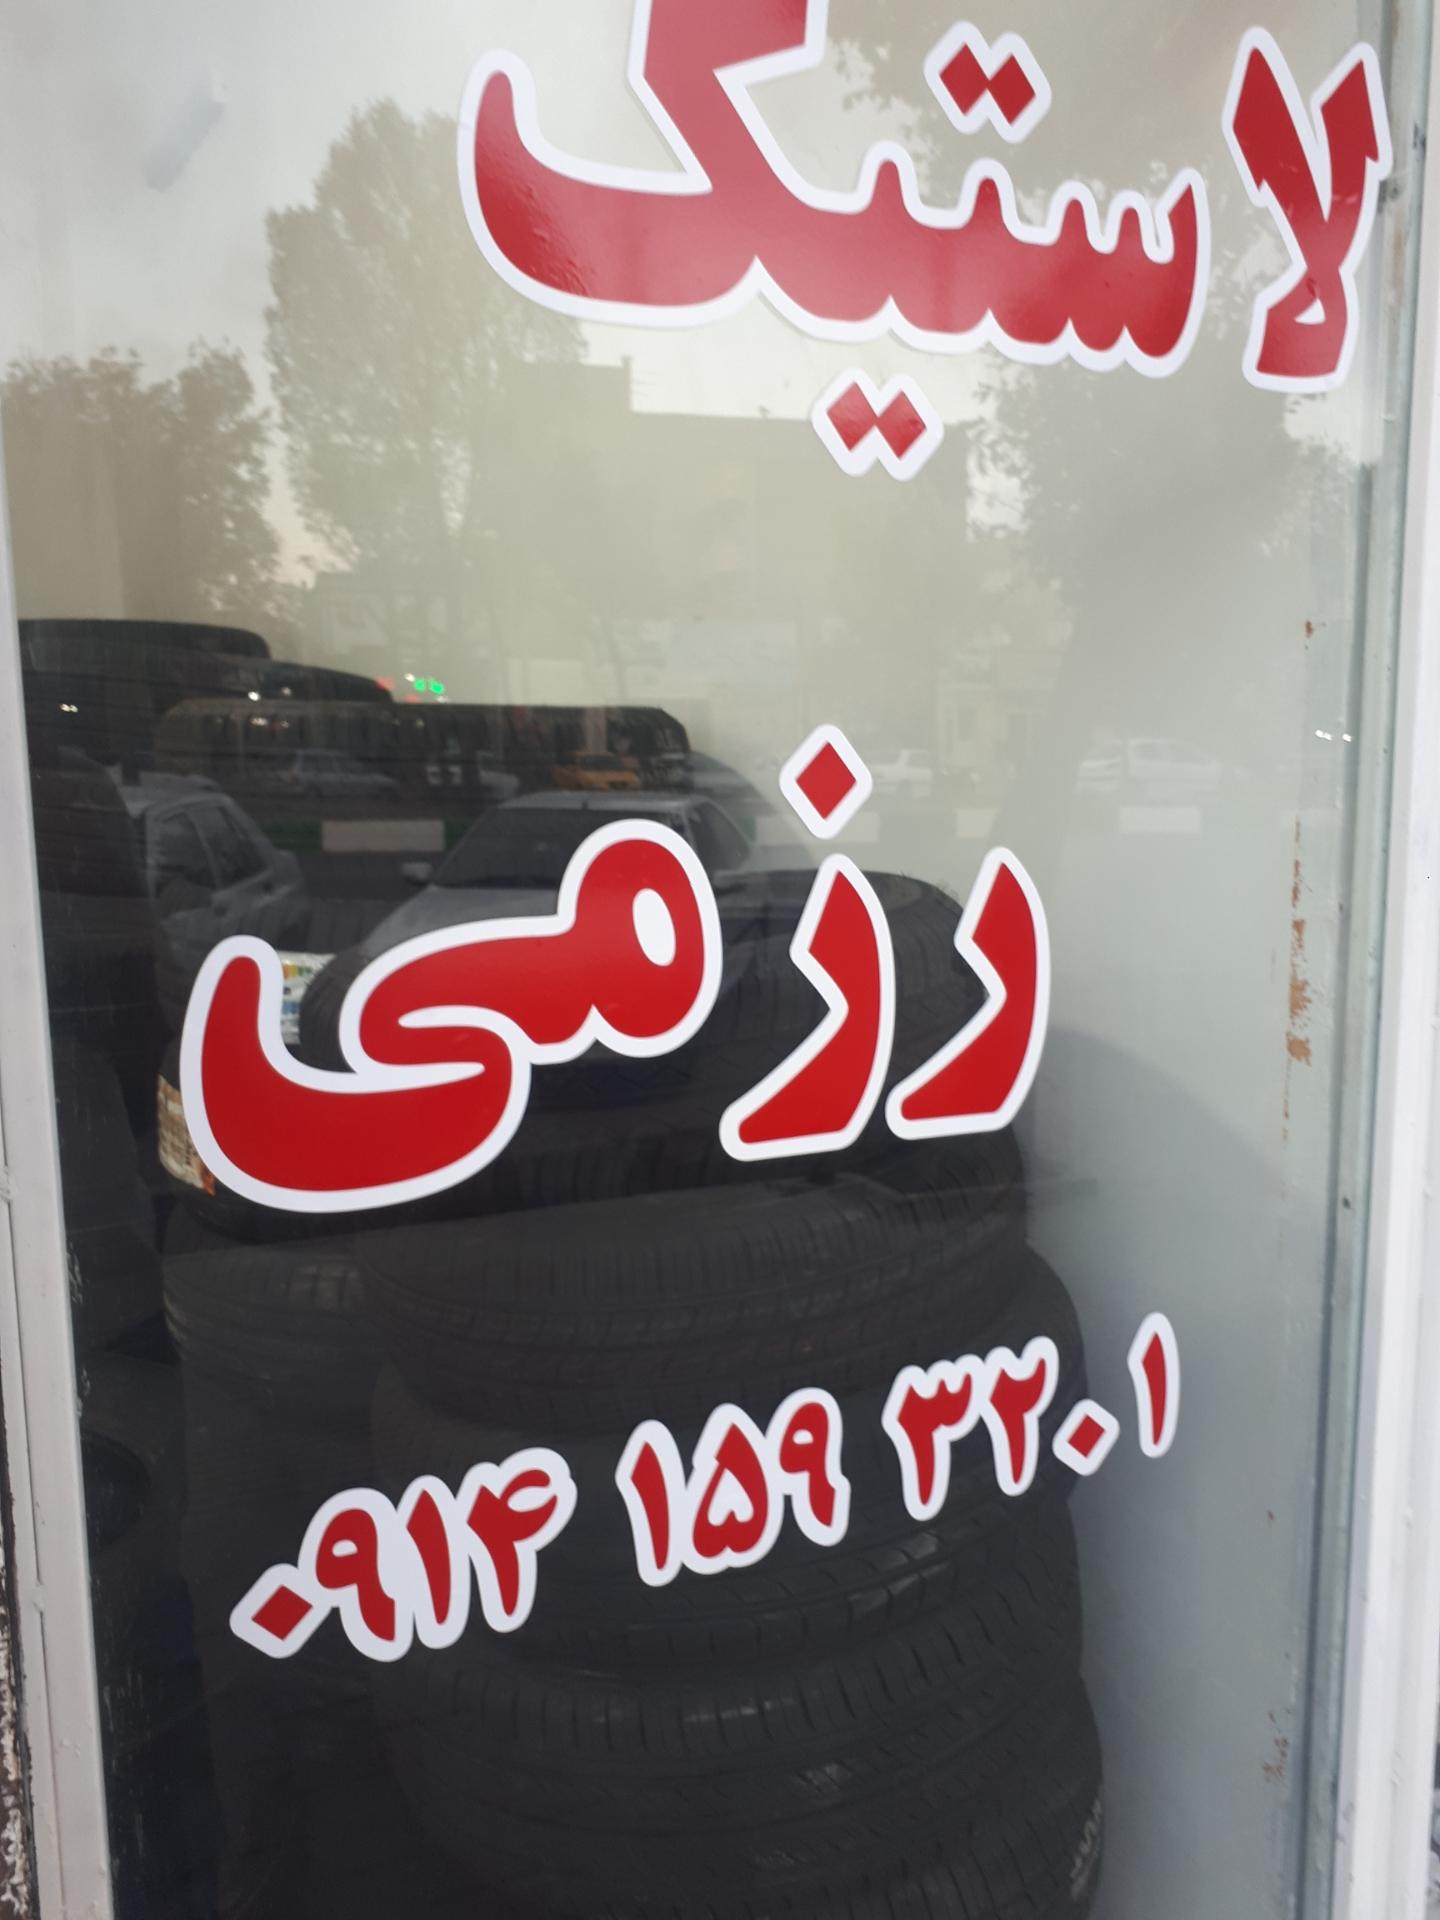 لاستیک
رزمی
۰۹۱۴ ۱۵۹ ۳۲۰۱